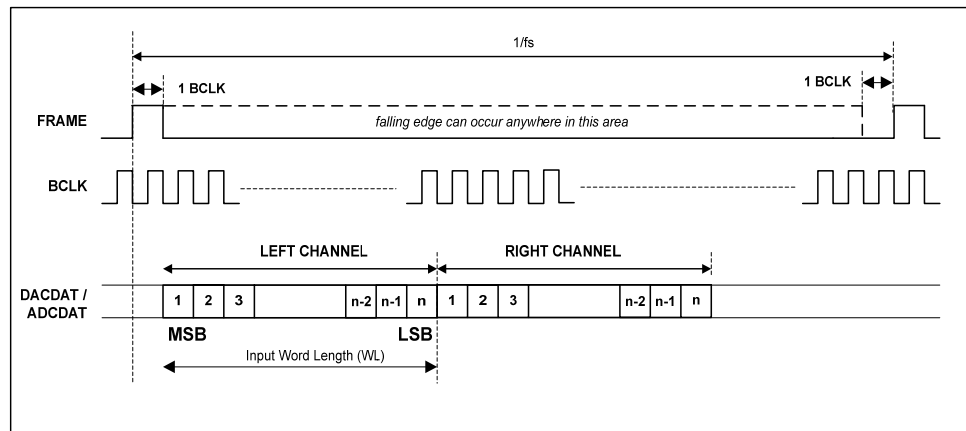 1/fs
1 BCLK
1 BCLK
FRAME
falling edge can occur anywhere in this area
BCLK
LEFT CHANNEL
RIGHT CHANNEL
DACDAT /
ADCDAT
1 2 3 n-2 n-1 n 1 2 3 n-2 n-1 n
MSB LSB
Input Word Length (WL)